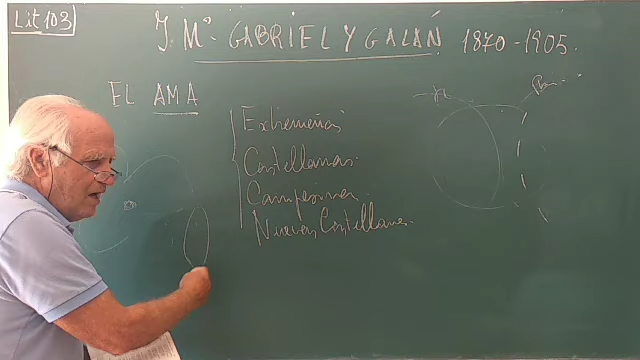 Lit 103
J. Mª GABRIEL Y GALÁN 1870-1905.
EL AMA
Extremeñas
Castellanas.
Campesinas.
Nuevas Castellanas.